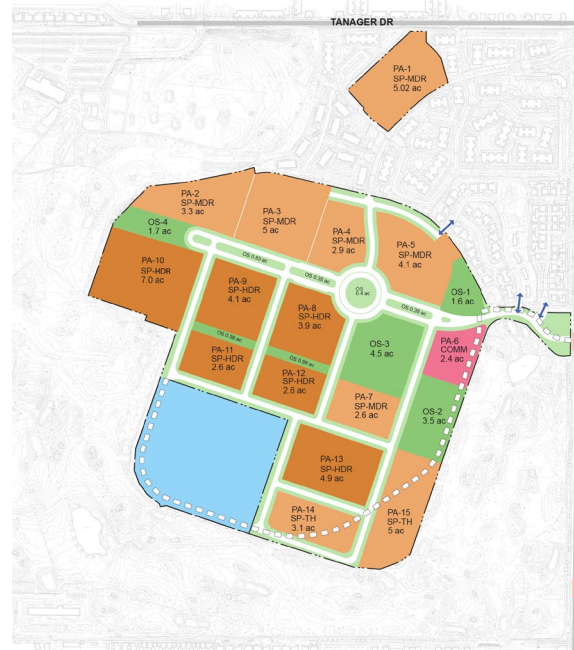 TANAGER DR
PA-1
SP-MDR
5.02 ac
PA-2
SP-MDR
3.3 ac
PA-3
SP-MDR
5 ac
PA-4
SP-MDR
2.9 ac
PA-5
SP-MDR
4.1 ac
OS-4
1.7 ac
PA-10
SP-HDR
7.0 ac
OS 0.53 ac
OS 0.38 ac
OS
0.4 ac
OS 0.39 ac
OS-1
1.6 ac
PA-9
SP-HDR
4.1 ac
PA-8
SP-HDR
3.9 ac
OS-3
4.5 ac
PA-6
COMM
2.4 ac
OS 0.58 ac
PA-11
SP-HDR
2.6 ac
OS 0.58 ac
PA-12
SP-HDR
2.6 ac
PA-7
SP-MDR
2.6 ac
OS-2
3.5 ac
PA-13
SP-HDR
4.9 ac
PA-14
SP-TH
3.1 ac
PA-15
SP-TH
5 ac